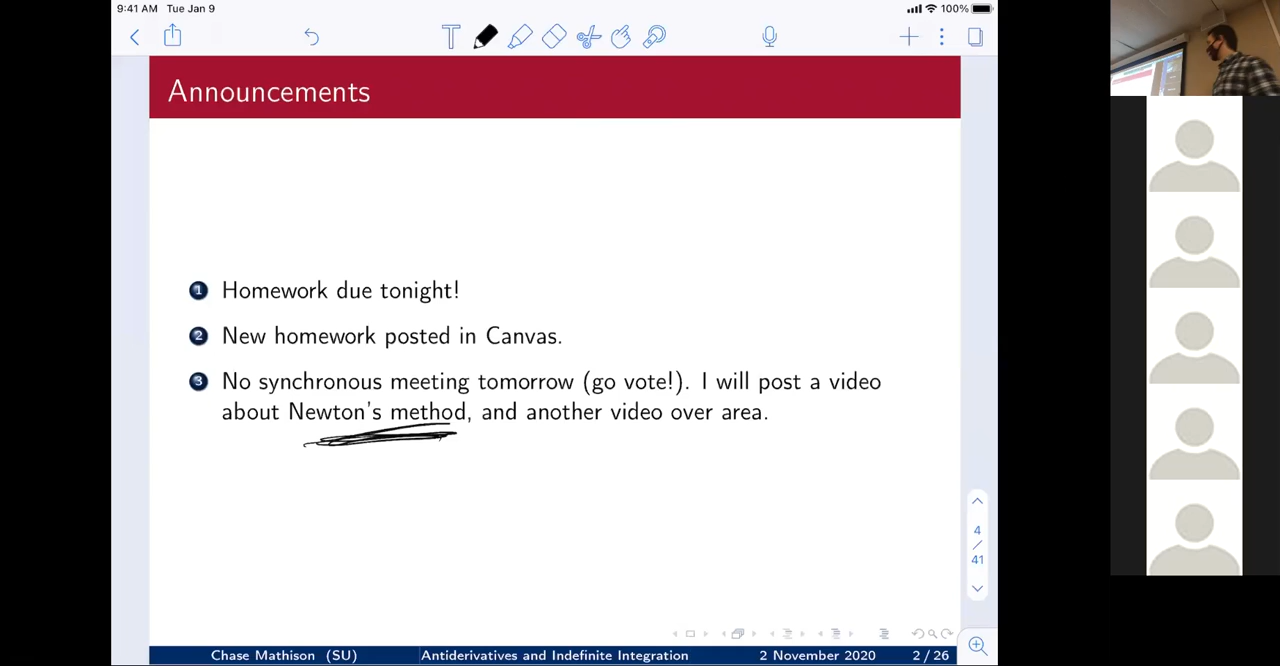 9:41 AM Tue Jan 9
100%
T
Announcements
1 Homework due tonight!
2 New homework posted in Canvas.
3 No synchronous meeting tomorrow (go vote!). I will post a video
about Newton's method, and another video over area.
4
/
41
Chase Mathison (SU) Antiderivatives and Indefinite Integration 2 November 2020 2 / 26